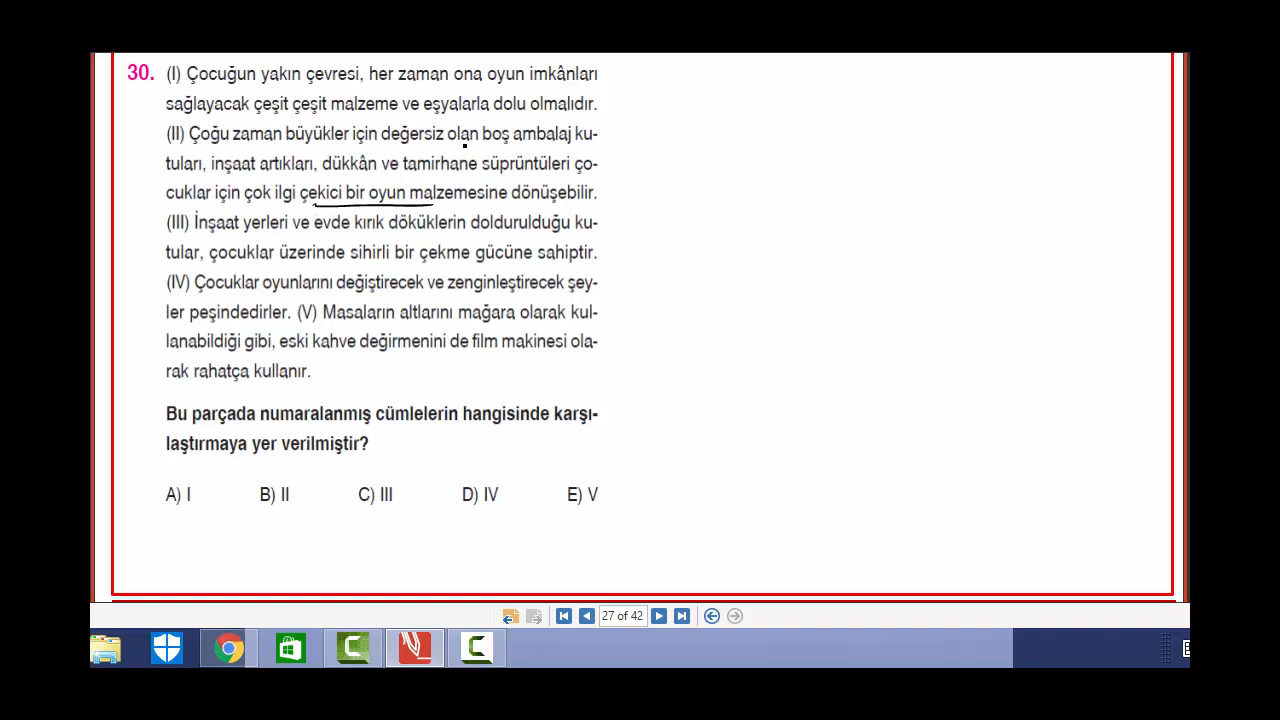 30. (I) Çocuğun yakın çevresi, her zaman ona oyun imkânları
sağlayacak çeşit çeşit malzeme ve eşyalarla dolu olmalıdır.
(II) Çoğu zaman büyükler için değersiz olan boş ambalaj ku-
tuları, inşaat artıkları, dükkân ve tamirhane süprüntüleri ço-
cuklar için çok ilgi çekici bir oyun malzemesine dönüşebilir.
(III) İnşaat yerleri ve evde kırık döküklerin doldurulduğu ku-
tular, çocuklar üzerinde sihirli bir çekme gücüne sahiptir.
(IV) Çocuklar oyunlarını değiştirecek ve zenginleştirecek şey-
ler peşindedirler. (V) Masaların altlarını mağara olarak kul-
lanabildiği gibi, eski kahve değirmenini de film makinesi ola-
rak rahatça kullanır.
Bu parçada numaralanmış cümlelerin hangisinde karşı-
laştırmaya yer verilmiştir?
A) I B) II C) III D) IV E) V
27 of 42